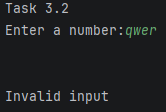 Task 3.2
Enter a number:qwer
Invalid input